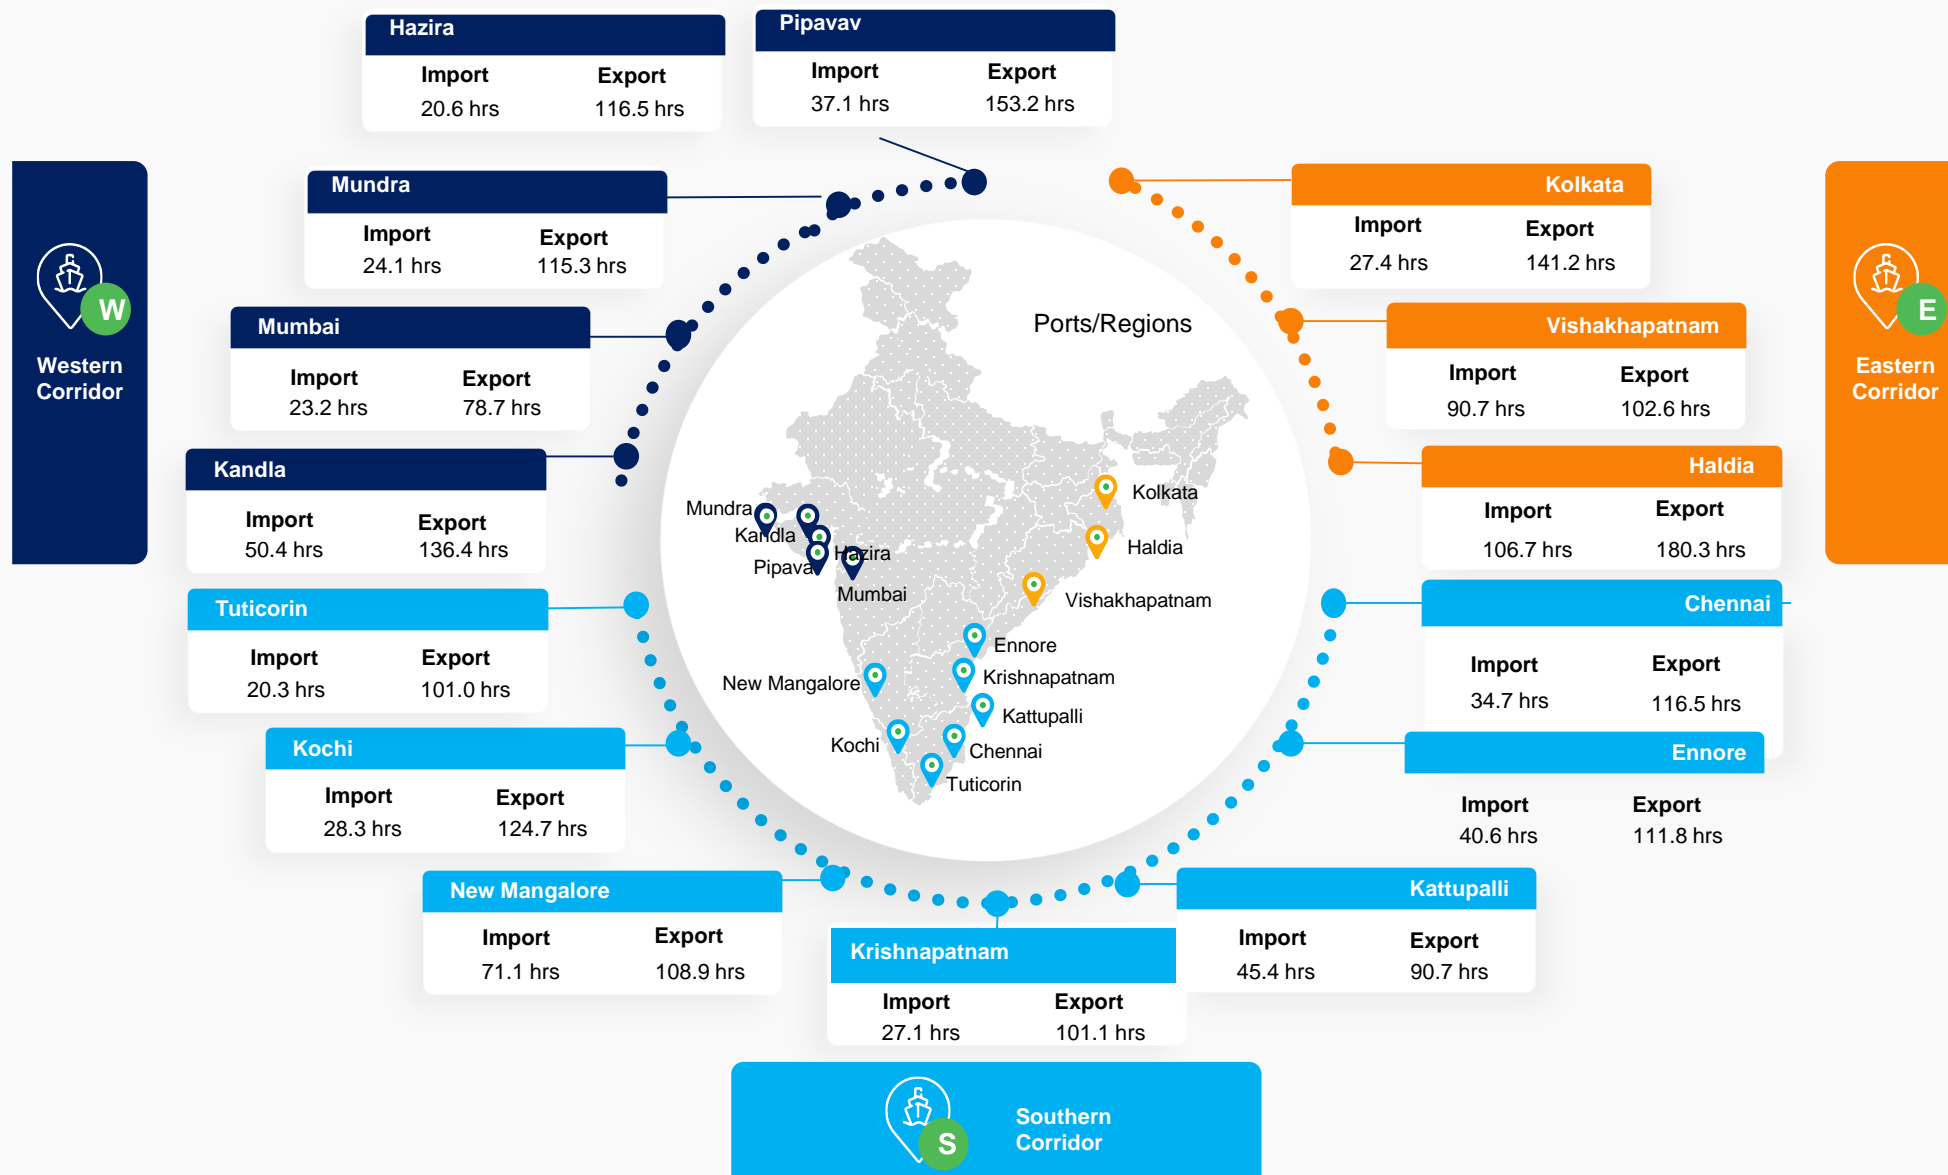 Hazira
Import Export
20.6 hrs 116.5 hrs
Pipavav
Import Export
37.1 hrs 153.2 hrs
Mundra
Import Export
24.1 hrs 115.3 hrs
Mumbai
Import Export
23.2 hrs 78.7 hrs
Kandla
Import Export
50.4 hrs 136.4 hrs
W
Western
Corridor
Kolkata
Import Export
27.4 hrs 141.2 hrs
Vishakhapatnam
Import Export
90.7 hrs 102.6 hrs
Haldia
Import Export
106.7 hrs 180.3 hrs
E
Eastern
Corridor
Ports/Regions
Mundra
Kandla
Hazira
Pipava
Mumbai
Kolkata
Haldia
Vishakhapatnam
Ennore
Krishnapatnam
New Mangalore
Kattupalli
Kochi
Chennai
Tuticorin
Tuticorin
Import Export
20.3 hrs 101.0 hrs
Kochi
Import Export
28.3 hrs 124.7 hrs
New Mangalore
Import Export
71.1 hrs 108.9 hrs
Krishnapatnam
Import Export
27.1 hrs 101.1 hrs
Kattupalli
Import Export
45.4 hrs 90.7 hrs
Ennore
Import Export
40.6 hrs 111.8 hrs
Chennai
Import Export
34.7 hrs 116.5 hrs
S
Southern
Corridor